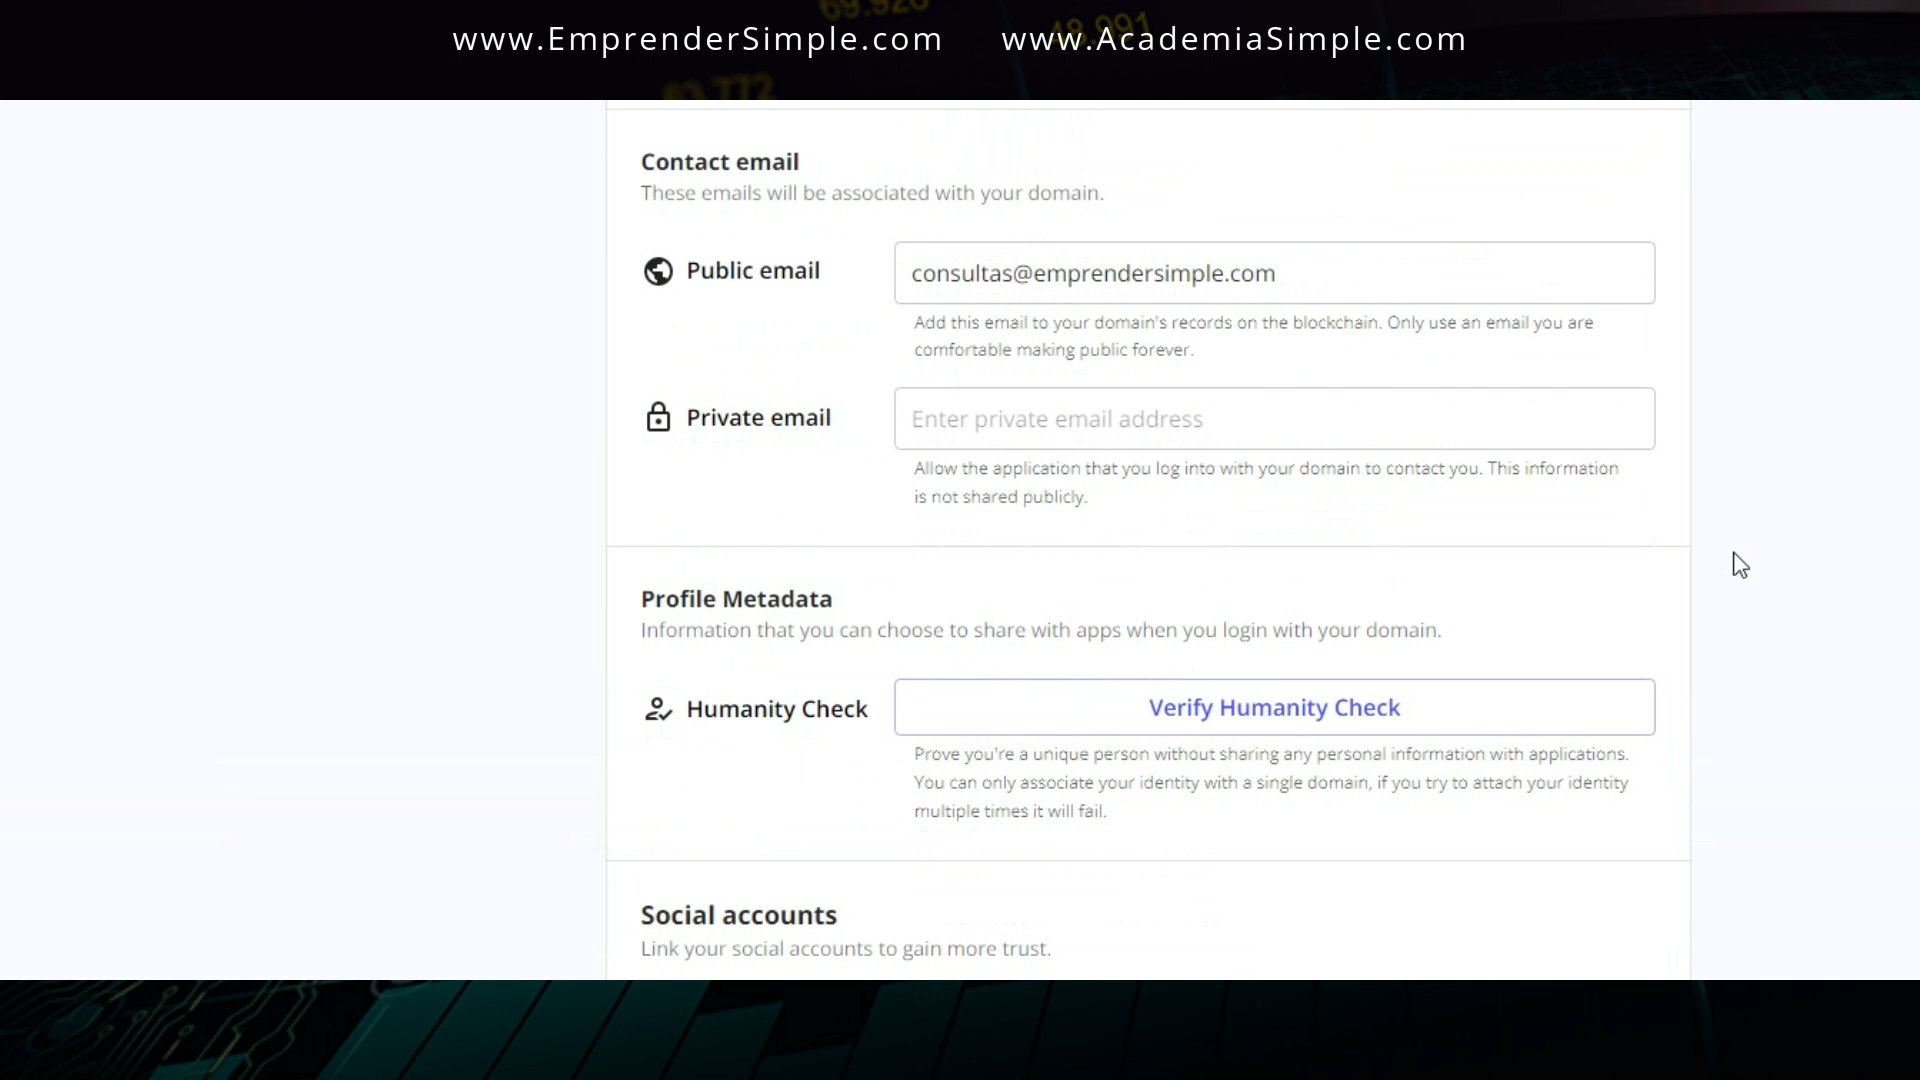 69.926
48.991
www.EmprenderSimple.com www.AcademiaSimple.com
63.772
Contact email
These emails will be associated with your domain.
Public email
consultas@emprendersimple.com
Add this email to your domain's records on the blockchain. Only use an email you are
comfortable making public forever.
Private email
Enter private email address
Allow the application that you log into with your domain to contact you. This information
is not shared publicly.
Profile Metadata
Information that you can choose to share with apps when you login with your domain.
Humanity Check
Verify Humanity Check
Prove you're a unique person without sharing any personal information with applications.
You can only associate your identity with a single domain, if you try to attach your identity
multiple times it will fail.
Social accounts
Link your social accounts to gain more trust.